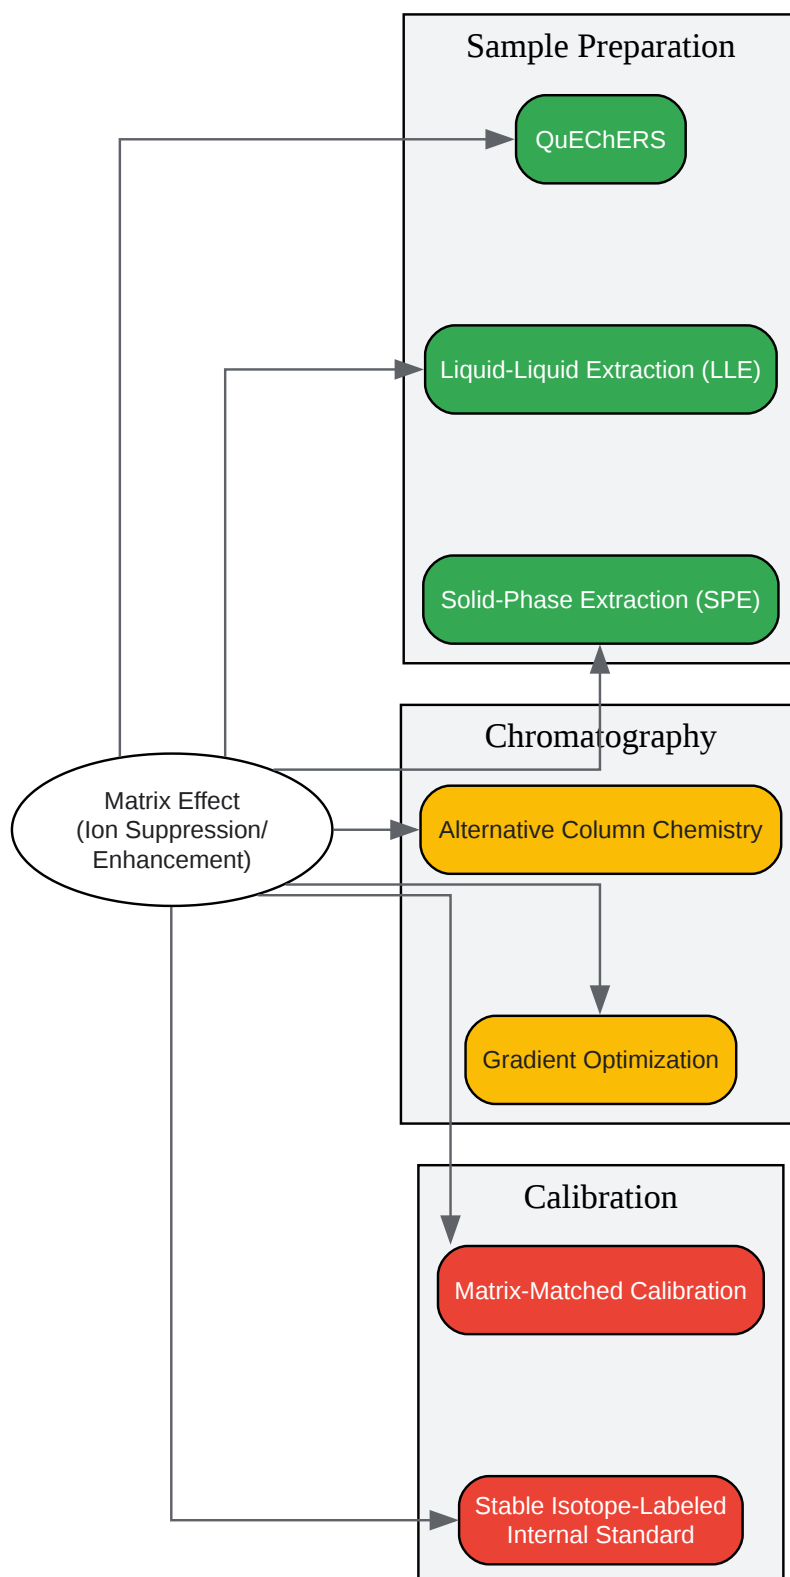 Sample Preparation
QuEChERS
Liquid-Liquid Extraction (LLE)
Solid-Phase Extraction (SPE)
Chromatography
Matrix Effect
(Ion Suppression/
Enhancement)
Alternative Column Chemistry
Gradient Optimization
Calibration
Matrix-Matched Calibration
Stable Isotope-Labeled
Internal Standard